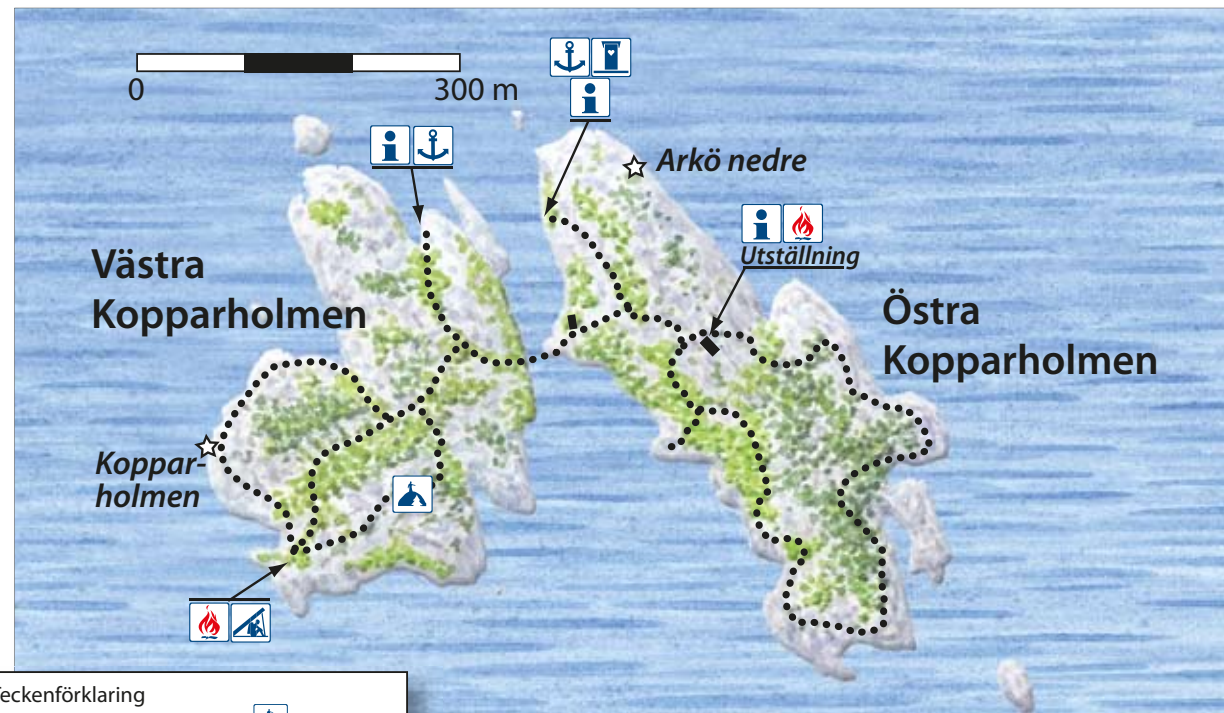 0
300 m
Arkö nedre
Västra
Kopparholmen
Utställning
Östra
Kopparholmen
Koppar-
holmen
eckenförklaring